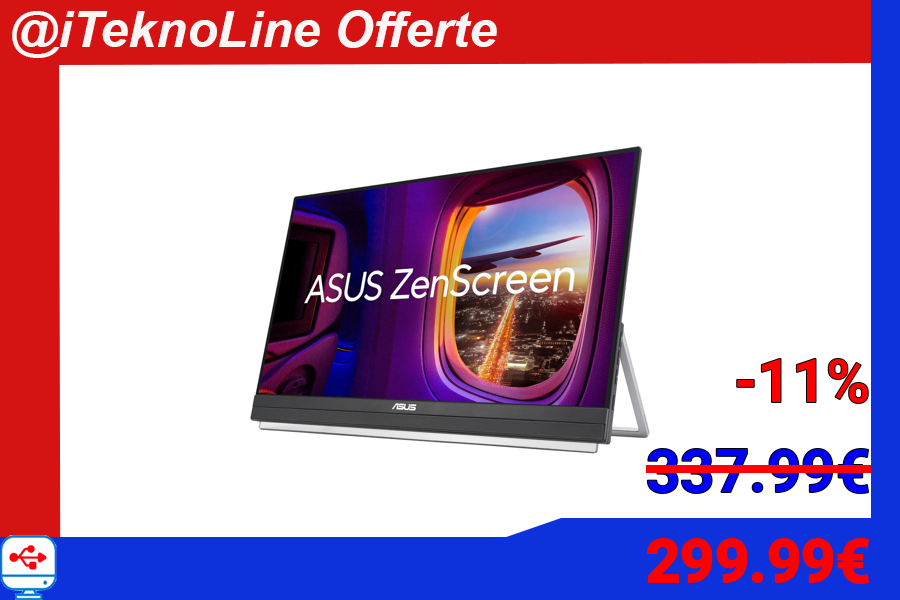 @iTeknoLine Offerte
ASUS ZenScreen
ASUS
-11%
337.99€
299.99€